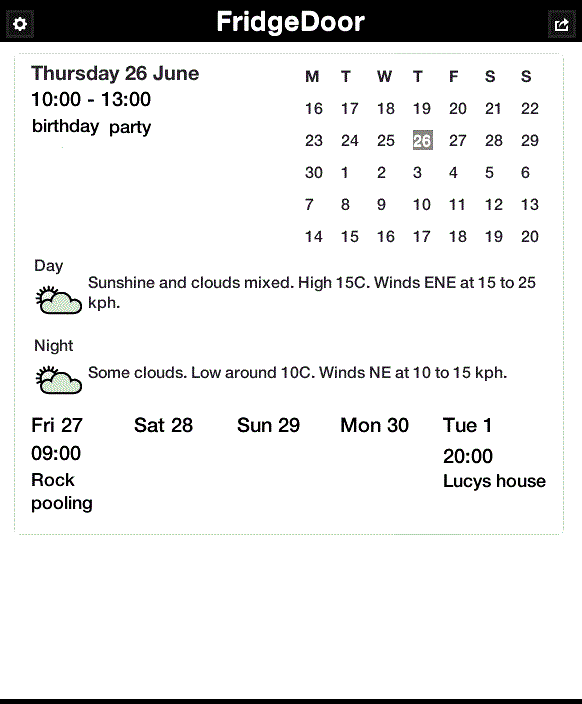 FridgeDoor
Thursday 26 June
10:00 - 13:00
birthday party
M T W T F S S
16 17 18 19 20 21 22
23 24 25 26 27 28 29
30 1 2 3 4 5 6
7 8 9 10 11 12 13
14 15 16 17 18 19 20
Day
Sunshine and clouds mixed. High 15C. Winds ENE at 15 to 25
kph.
Night
Some clouds. Low around 10C. Winds NE at 10 to 15 kph.
Fri 27 Sat 28 Sun 29 Mon 30 Tue 1
09:00 20:00
Rock Lucys house
pooling